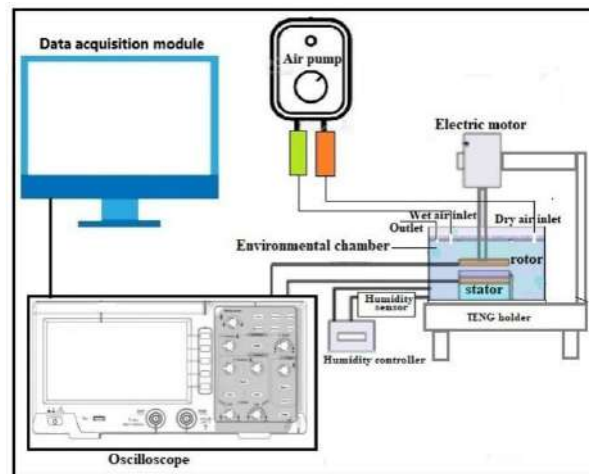 Data acquisition module
Air pump
Electric motor
Wet air inlet
Dry air inlet
Outlet
Environmental chamber
rotor
stator
Humidity
sensor
TENG holder
Humidity controller
Oscilloscope